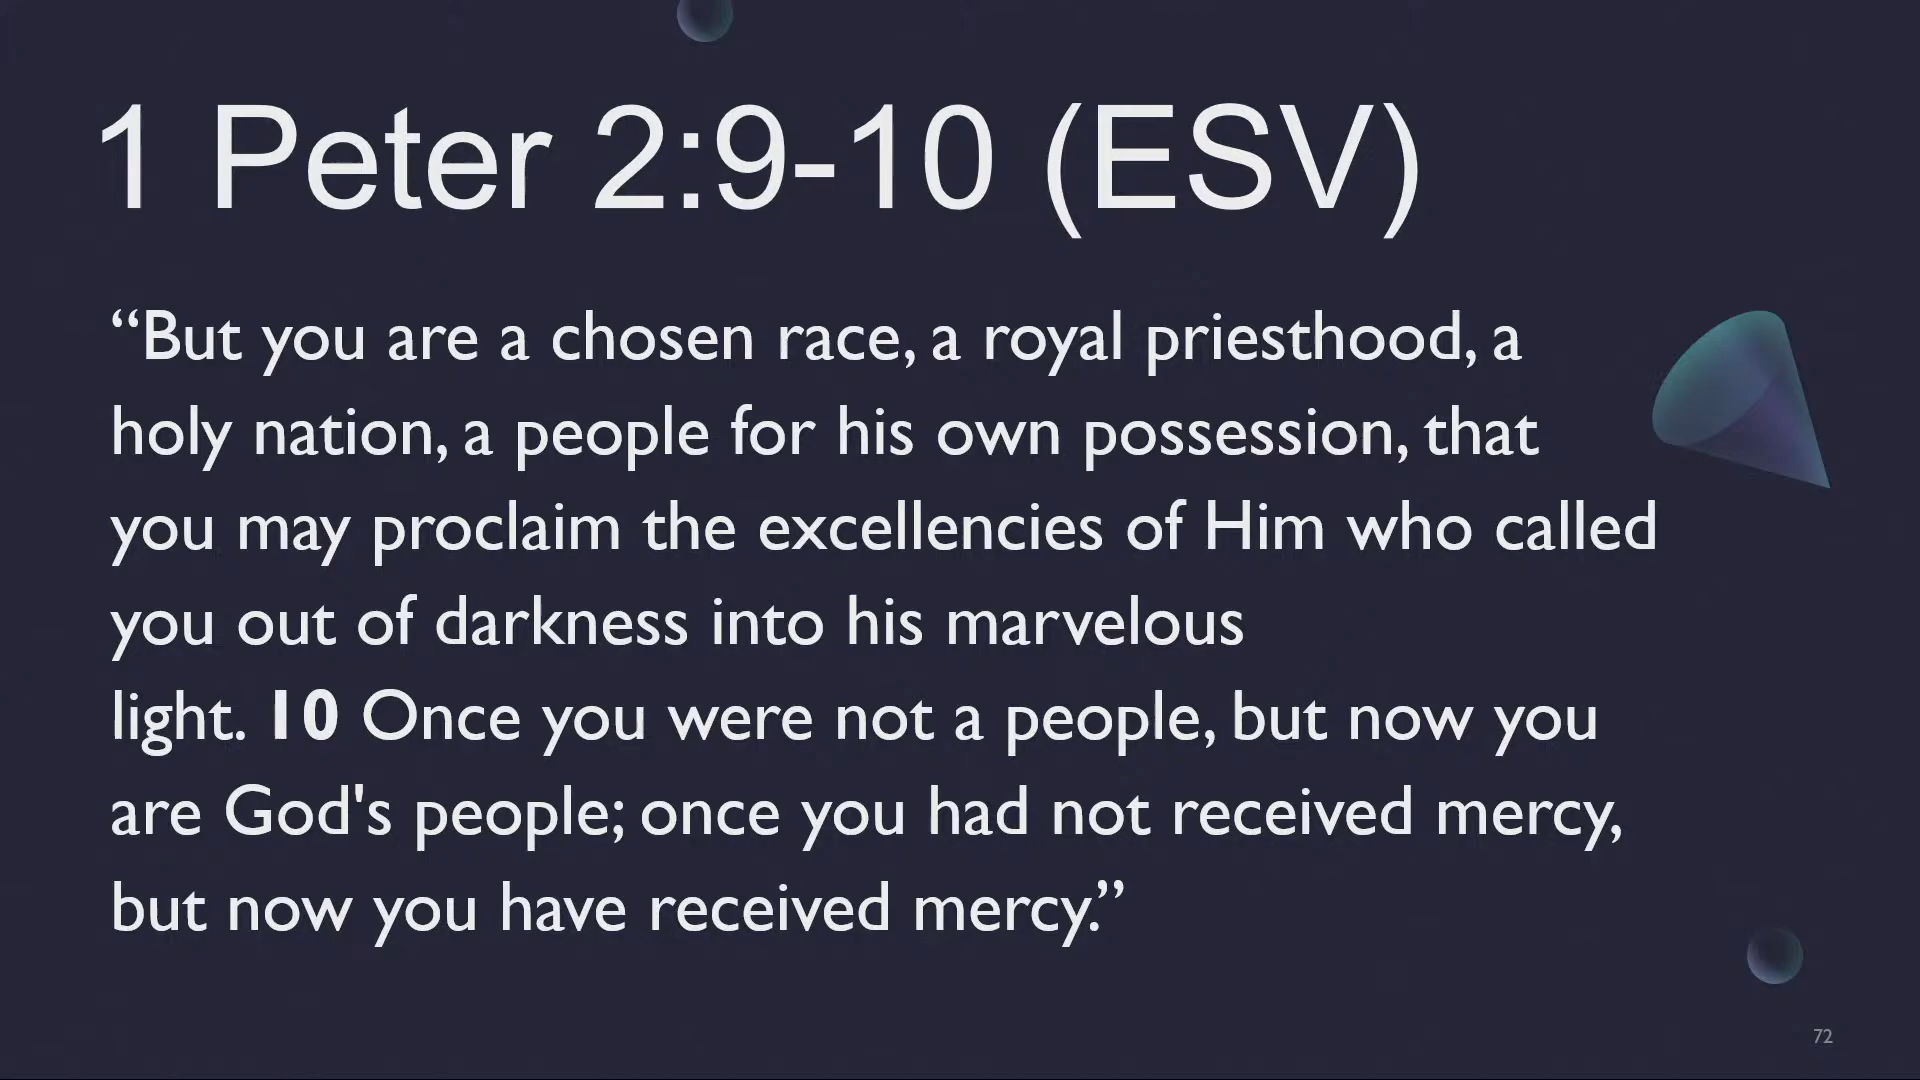 1 Peter 2:9-10 (ESV)
“But you are a chosen race, a royal priesthood, a
holy nation, a people for his own possession, that
you may proclaim the excellencies of Him who called
you out of darkness into his marvelous
light. 10 Once you were not a people, but now you
are God's people; once you had not received mercy,
but now you have received mercy.”
72